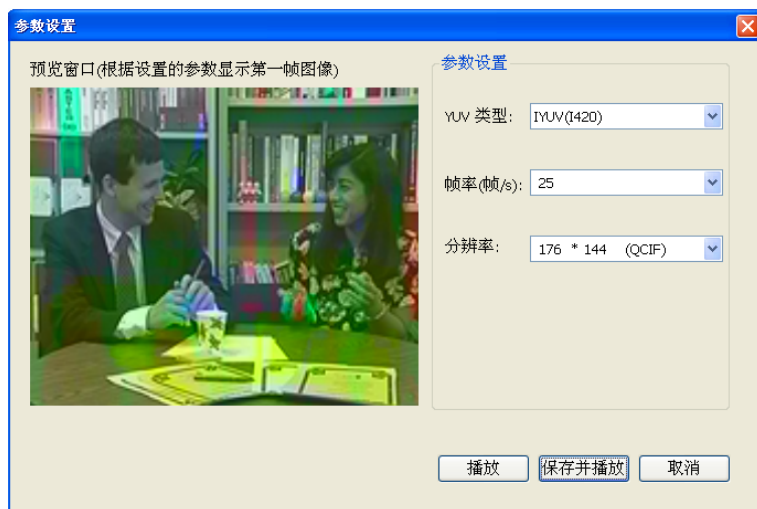 参数设置
预览窗口(根据设置的参数显示第一帧图像)
参数设置
YUV 类型: IYUV(I420)
帧率(帧/s): 25
分辨率: 176 * 144 (QCIF)
播放 保存并播放 取消